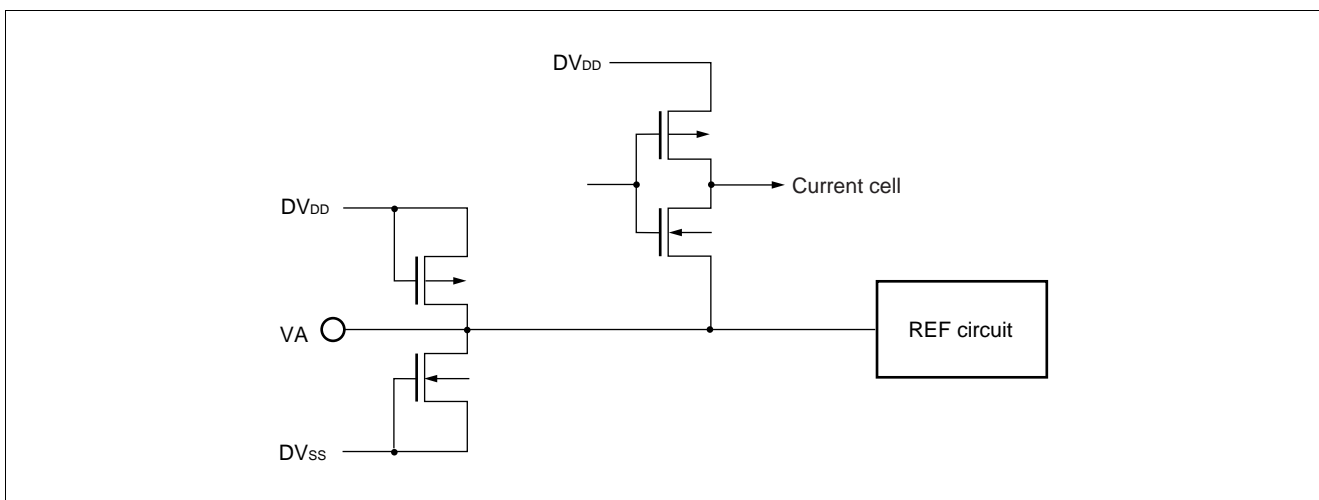 DVDD
Current cell
DVDD
VA
REF circuit
DVSS